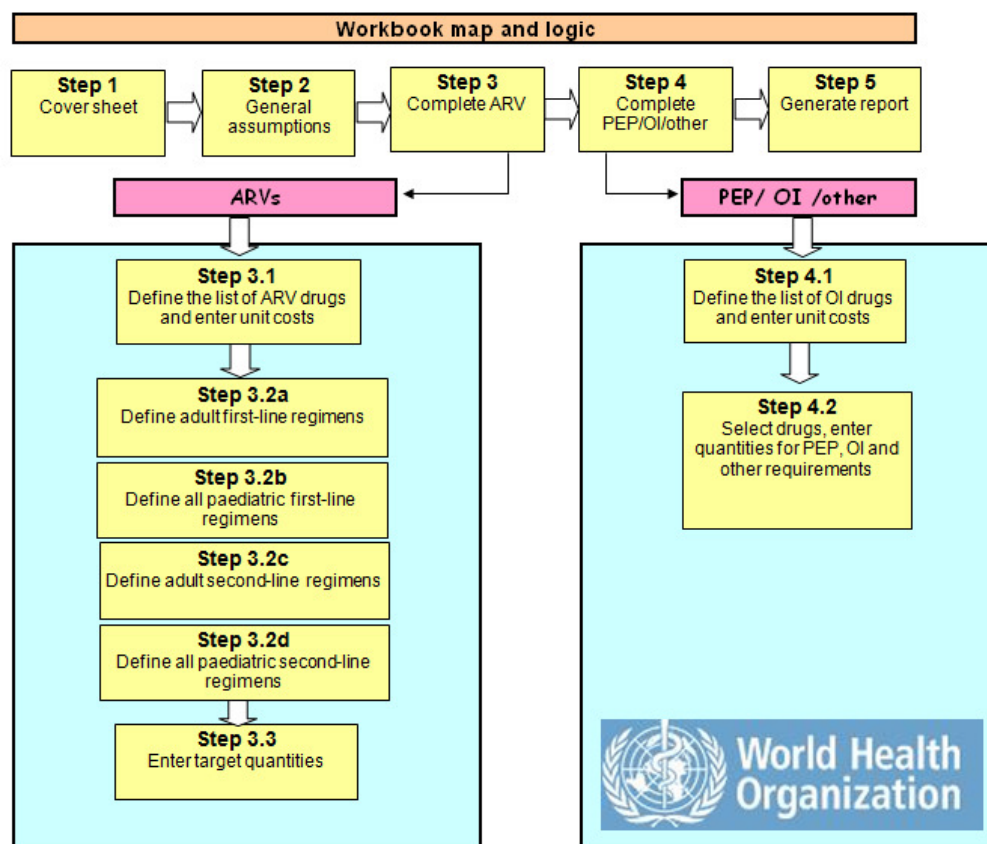 Workbook map and logic
Step 1
Cover sheet
Step 2
General
assumptions
Step 3
Complete ARV
Step 4
Complete
PEP/OI/other
Step 5
Generate report
ARVs
Step 3.1
Define the list of ARV drugs
and enter unit costs
Step 3.2a
Define adult first-line regimens
Step 3.2b
Define all paediatric first-line
regimens
Step 3.2c
Define adult second-line regimens
Step 3.2d
Define all paediatric second-line
regimens
Step 3.3
Enter target quantities
PEP/ OI /other
Step 4.1
Define the list of OI drugs
and enter unit costs
Step 4.2
Select drugs, enter
quantities for PEP, OI and
other requirements
World Health
Organization